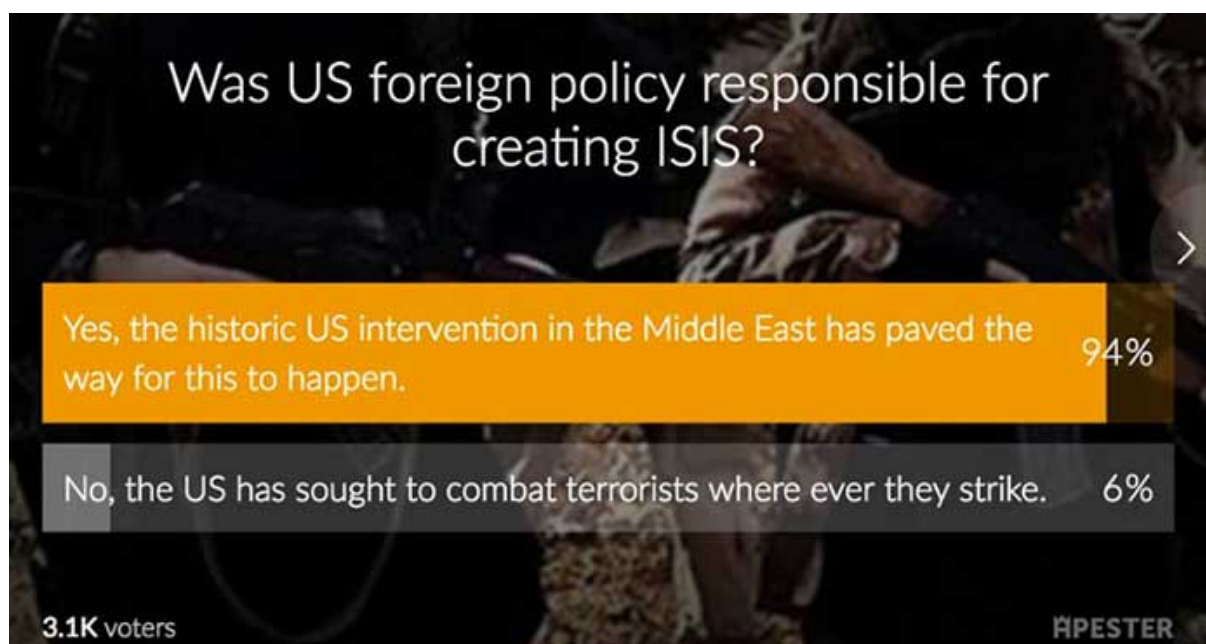 Was US foreign policy responsible for
creating ISIS?
Yes, the historic US intervention in the Middle East has paved the
way for this to happen.
94%
No, the US has sought to combat terrorists where ever they strike.
6%
3.1K voters
APESTER